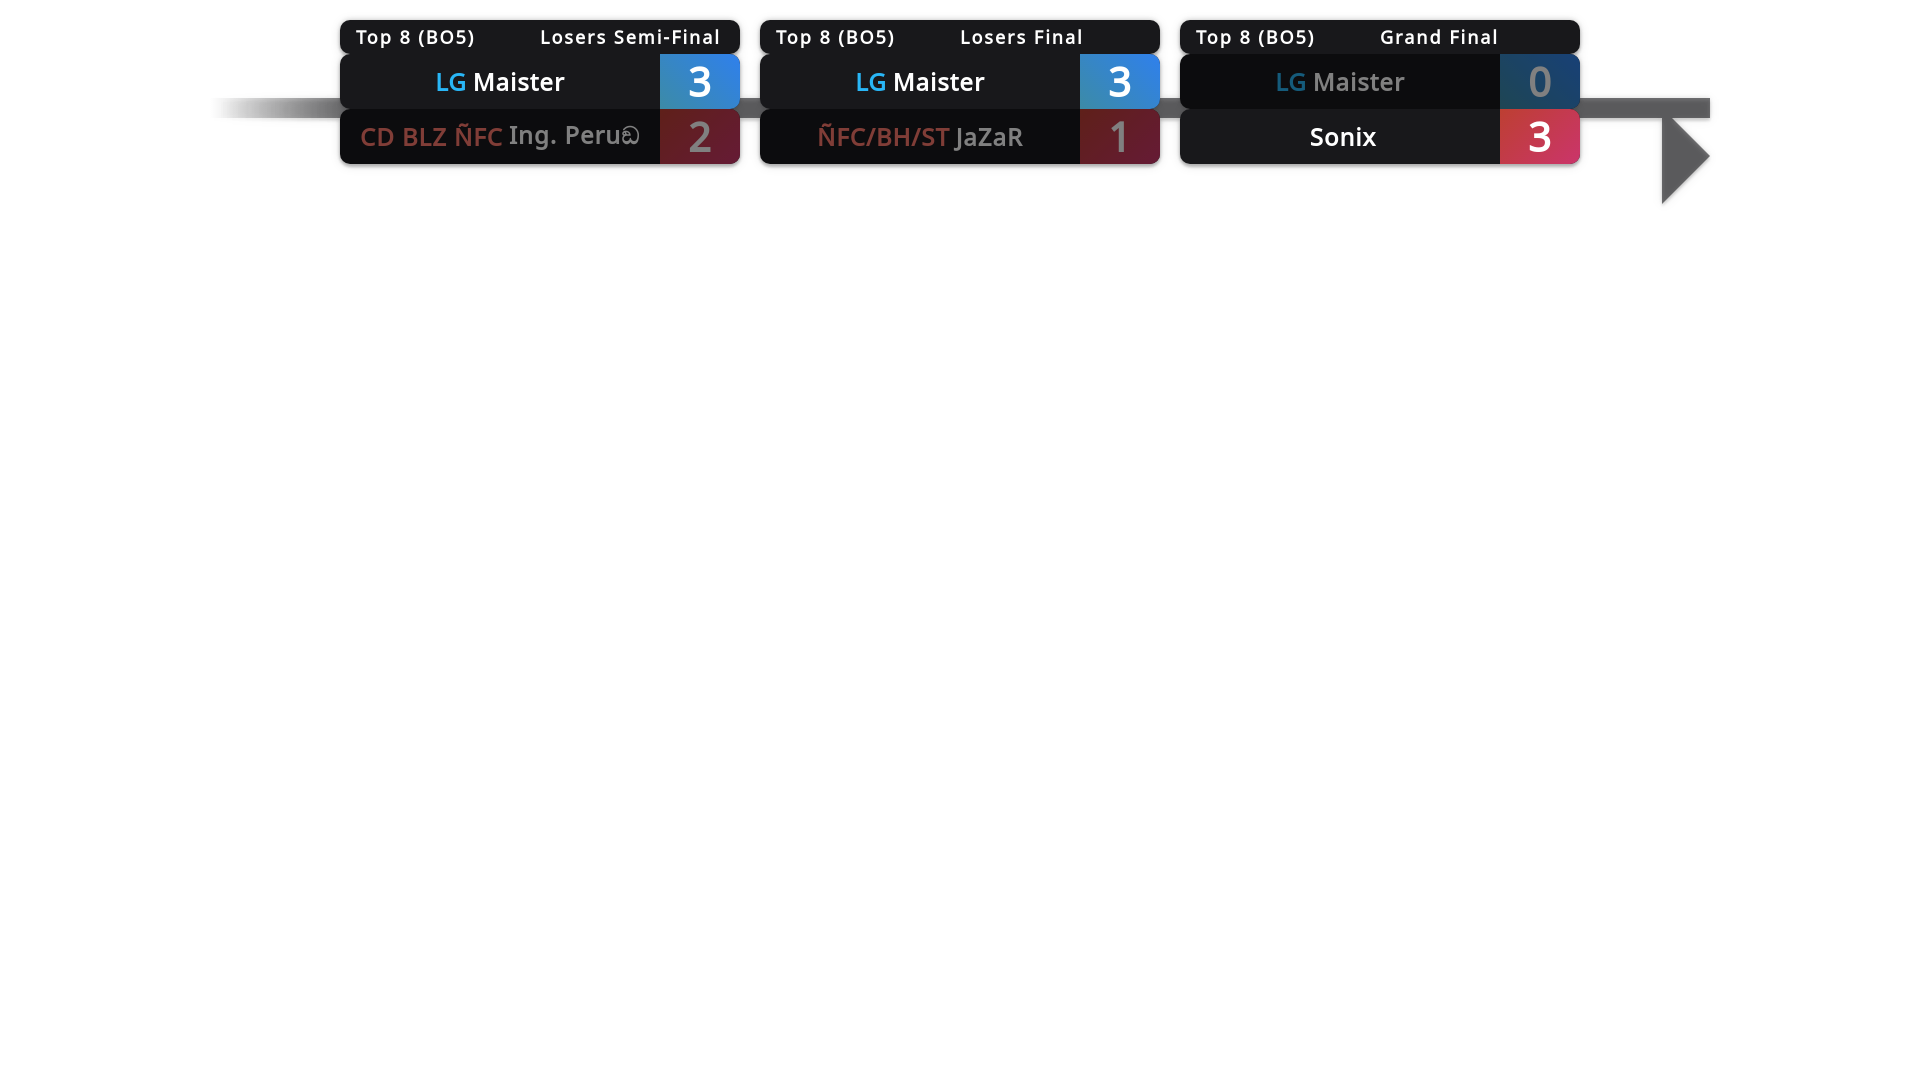 Top 8 (BO5) Losers Semi-Final
LG Maister 3
CD BLZ ÑFC Ing. Peruඞ 2
Top 8 (BO5) Losers Final
LG Maister 3
ÑFC/BH/ST JaZaR 1
Top 8 (BO5) Grand Final
LG Maister 0
Sonix 3